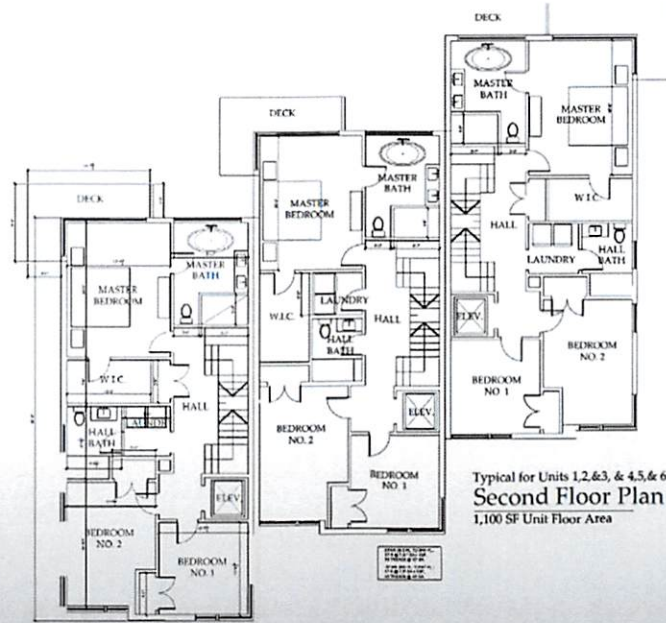 DECK
MASTER
BATH
MASTER
BEDROOM
W.I.C.
HALL
LAUNDRY
HALL
BATH
ELEV.
BEDROOM
NO. 2
BEDROOM
NO. 1
DECK
MASTER
BEDROOM
MASTER
BATH
LAUNDRY
W.I.C.
HALL
BATH
HALL
ELEV.
BEDROOM
NO. 2
BEDROOM
NO. 1
DECK
MASTER
BATH
MASTER
BEDROOM
W.I.C.
HALL
HALL
BATH
ELEV.
BEDROOM
NO. 2
BEDROOM
NO. 1
Typical for Units 1,2,&3, & 4,5,& 6
Second Floor Plan
1,100 SF Unit Floor Area